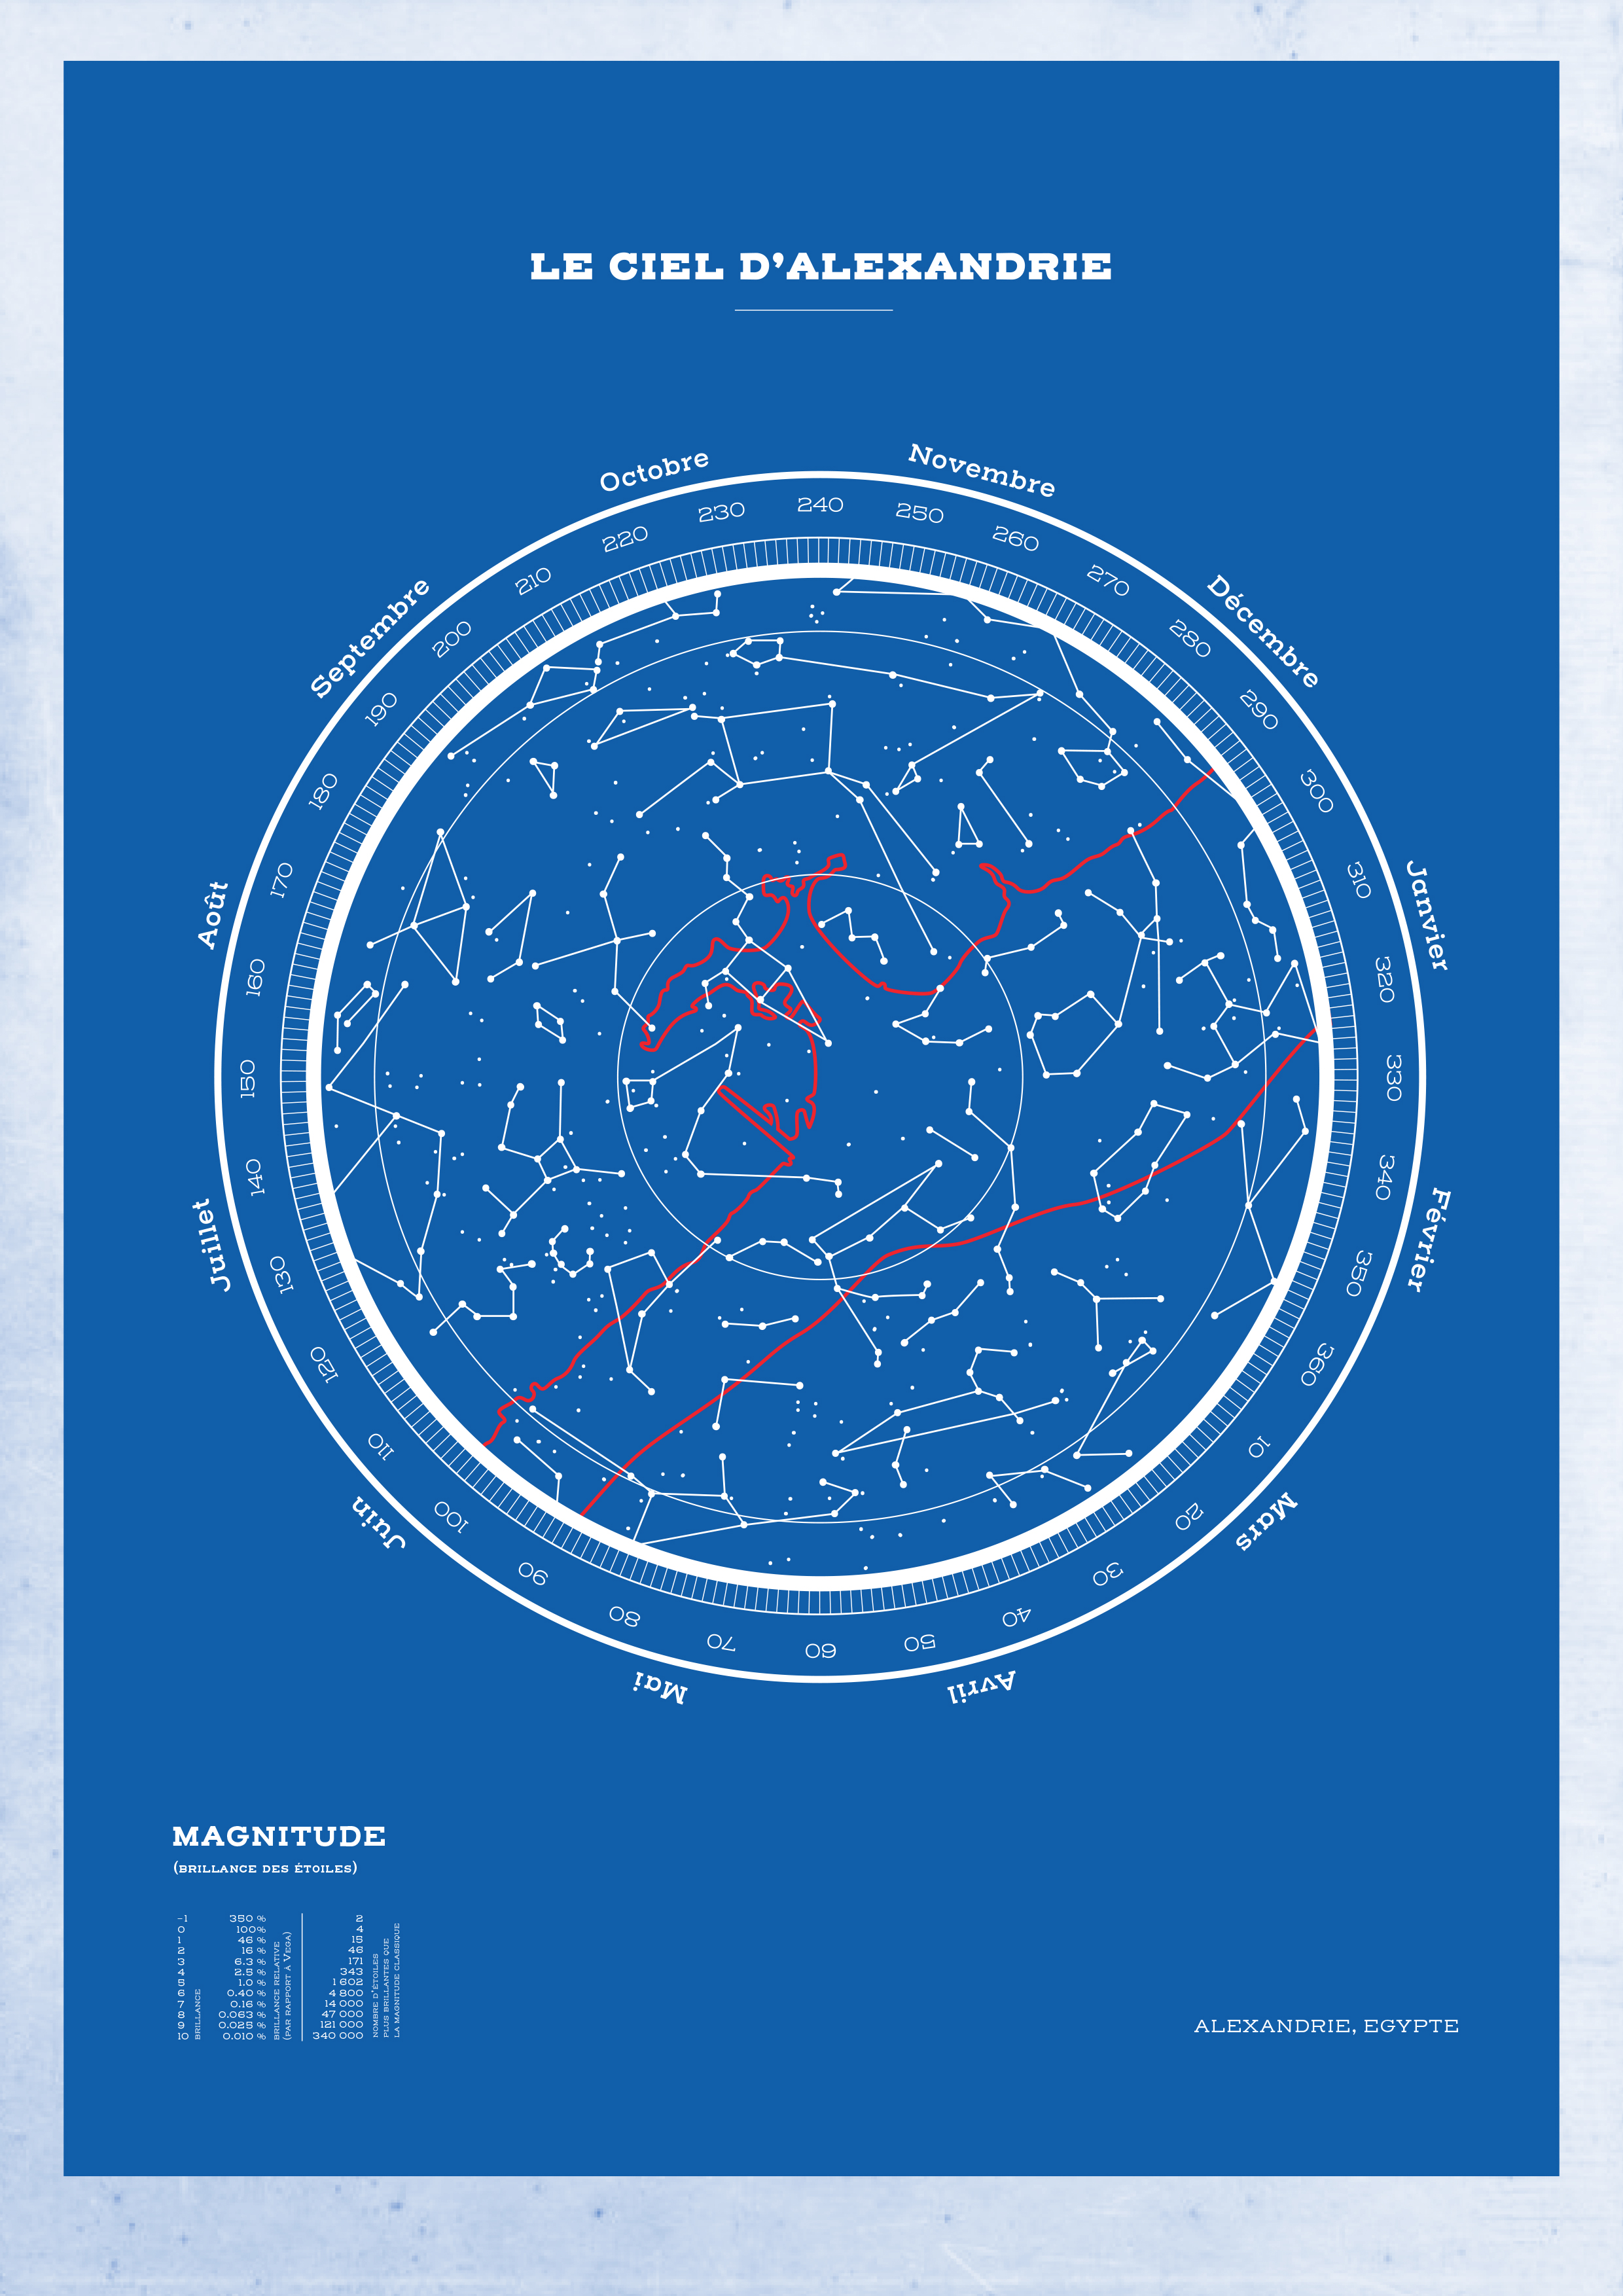 LE CIEL D'ALEXANDRIE
Octobre
Novembre
Décembre
Janvier
Février
Mars
Avril
Mai
Juin
Juillet
Août
Septembre
240
250
260
270
280
290
300
310
320
330
340
350
360
10
20
30
40
50
60
70
80
90
100
110
120
130
140
150
160
170
180
190
200
210
220
230
MAGNITUDE
(BRILLANCE DES ÉTOILES)
-1 350 % 2
0 100% 4
1 46 % 15
2 16 % 46
3 6.3 % 171
4 2.5 % 343
5 1.0 % 1 602
6 0.40 % 4 800
7 0.16 % 14 000
8 0.063 % 47 000
9 0.025 % 121 000
10 0.010 % 340 000
BRILLANCE
BRILLANCE RELATIVE
(PAR RAPPORT À VEGA)
NOMBRE D'ÉTOILES
PLUS BRILLANTES QUE
LA MAGNITUDE CLASSIQUE
ALEXANDRIE, EGYPTE